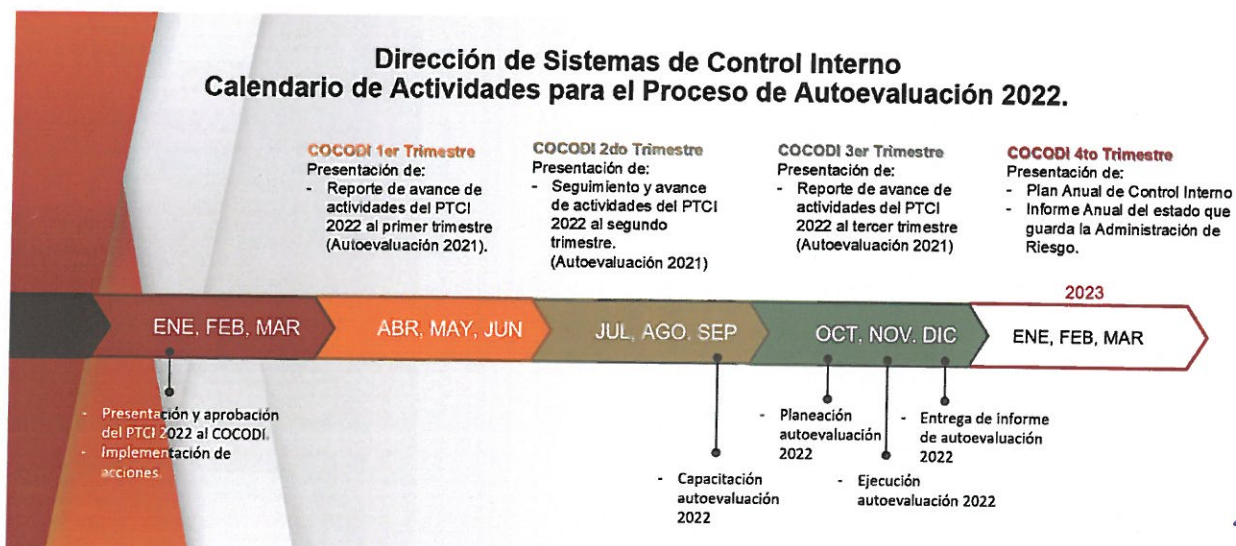 Dirección de Sistemas de Control Interno
Calendario de Actividades para el Proceso de Autoevaluación 2022.
COCODI 1er Trimestre
Presentación de:
- Reporte de avance de
actividades del PTCI
2022 al primer trimestre
(Autoevaluación 2021).
COCODI 2do Trimestre
Presentación de:
- Seguimiento y avance
de actividades del PTCI
2022 al segundo
trimestre.
(Autoevaluación 2021)
COCODI 3er Trimestre
Presentación de:
- Reporte de avance de
actividades del PTCI
2022 al tercer trimestre
(Autoevaluación 2021)
COCODI 4to Trimestre
Presentación de:
- Plan Anual de Control Interno
- Informe Anual del estado que
guarda la Administración de
Riesgo.
2023
ENE, FEB, MAR
ABR, MAY, JUN
JUL, AGO. SEP
OCT, NOV. DIC
ENE, FEB, MAR
- Presentación y aprobación
del PTCI 2022 al COCODI.
- Implementación de
acciones.
- Capacitación
autoevaluación
2022
- Planeación
autoevaluación
2022
- Ejecución
autoevaluación 2022
- Entrega de informe
de autoevaluación
2022